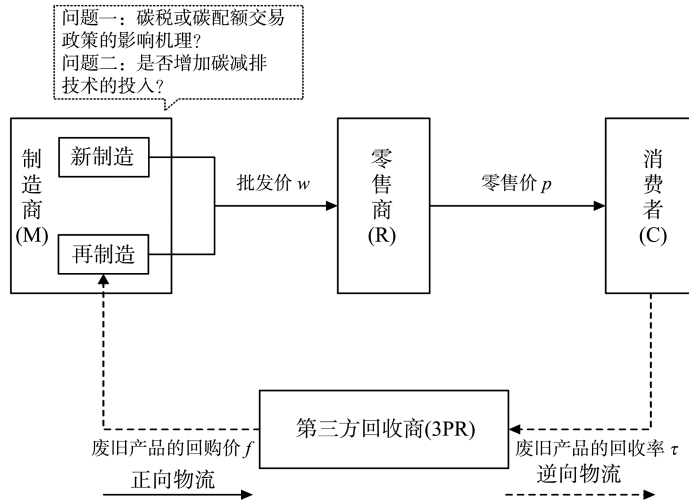 问题一：碳税或碳配额交易
政策的影响机理？
问题二：是否增加碳减排
技术的投入？
制造商(M)
新制造
再制造
批发价 w
零售商(R)
零售价 p
消费者(C)
第三方回收商(3PR)
废旧产品的回购价 f
废旧产品的回收率 τ
正向物流
逆向物流